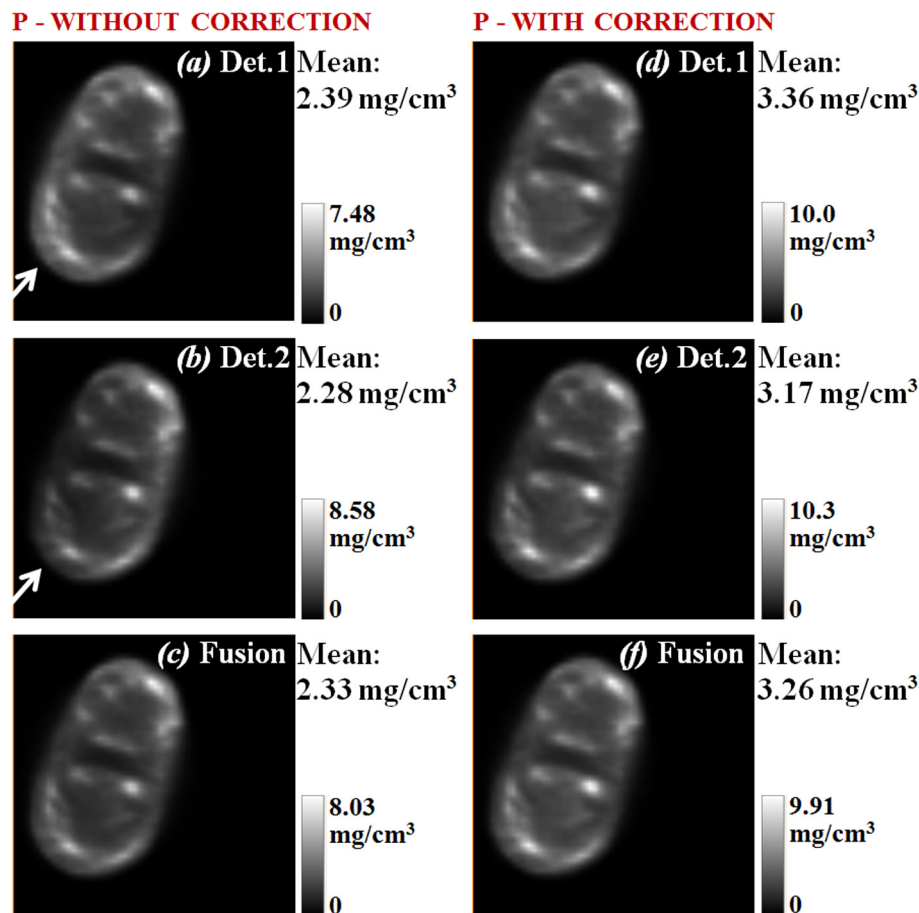 P - WITHOUT CORRECTION
(a) Det.1 Mean:
2.39 mg/cm³
7.48
mg/cm³
0
(b) Det.2 Mean:
2.28 mg/cm³
8.58
mg/cm³
0
(c) Fusion Mean:
2.33 mg/cm³
8.03
mg/cm³
0
P - WITH CORRECTION
(d) Det.1 Mean:
3.36 mg/cm³
10.0
mg/cm³
0
(e) Det.2 Mean:
3.17 mg/cm³
10.3
mg/cm³
0
(f) Fusion Mean:
3.26 mg/cm³
9.91
mg/cm³
0